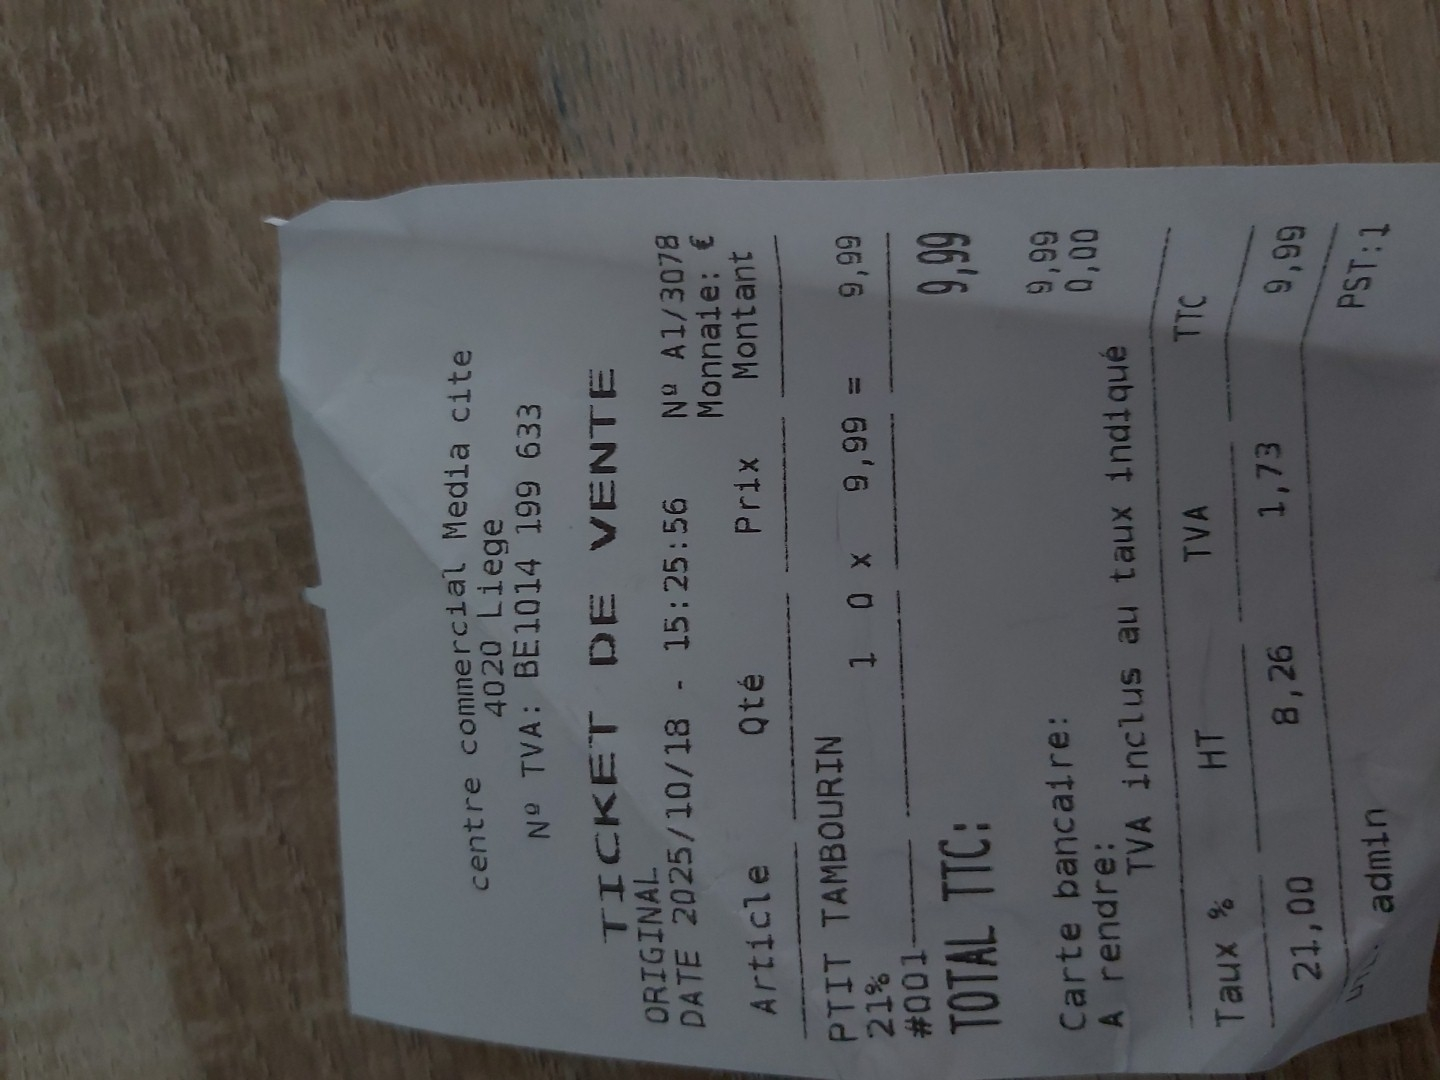 centre commercial Media cite
4020 Liege
Nº TVA: BE1014 199 633
TICKET DE VENTE
ORIGINAL Nº A1/3078
DATE 2025/10/18 - 15:25:56 Monnaie: €
Article Qté Prix Montant
PTIT TAMBOURIN
21% 1 0 x 9,99 = 9,99
#001
TOTAL TTC: 9,99
Carte bancaire: 9,99
A rendre: 0,00
TVA inclus au taux indiqué
Taux % HT TVA TTC
21,00 8,26 1,73 9,99
admin PST:1